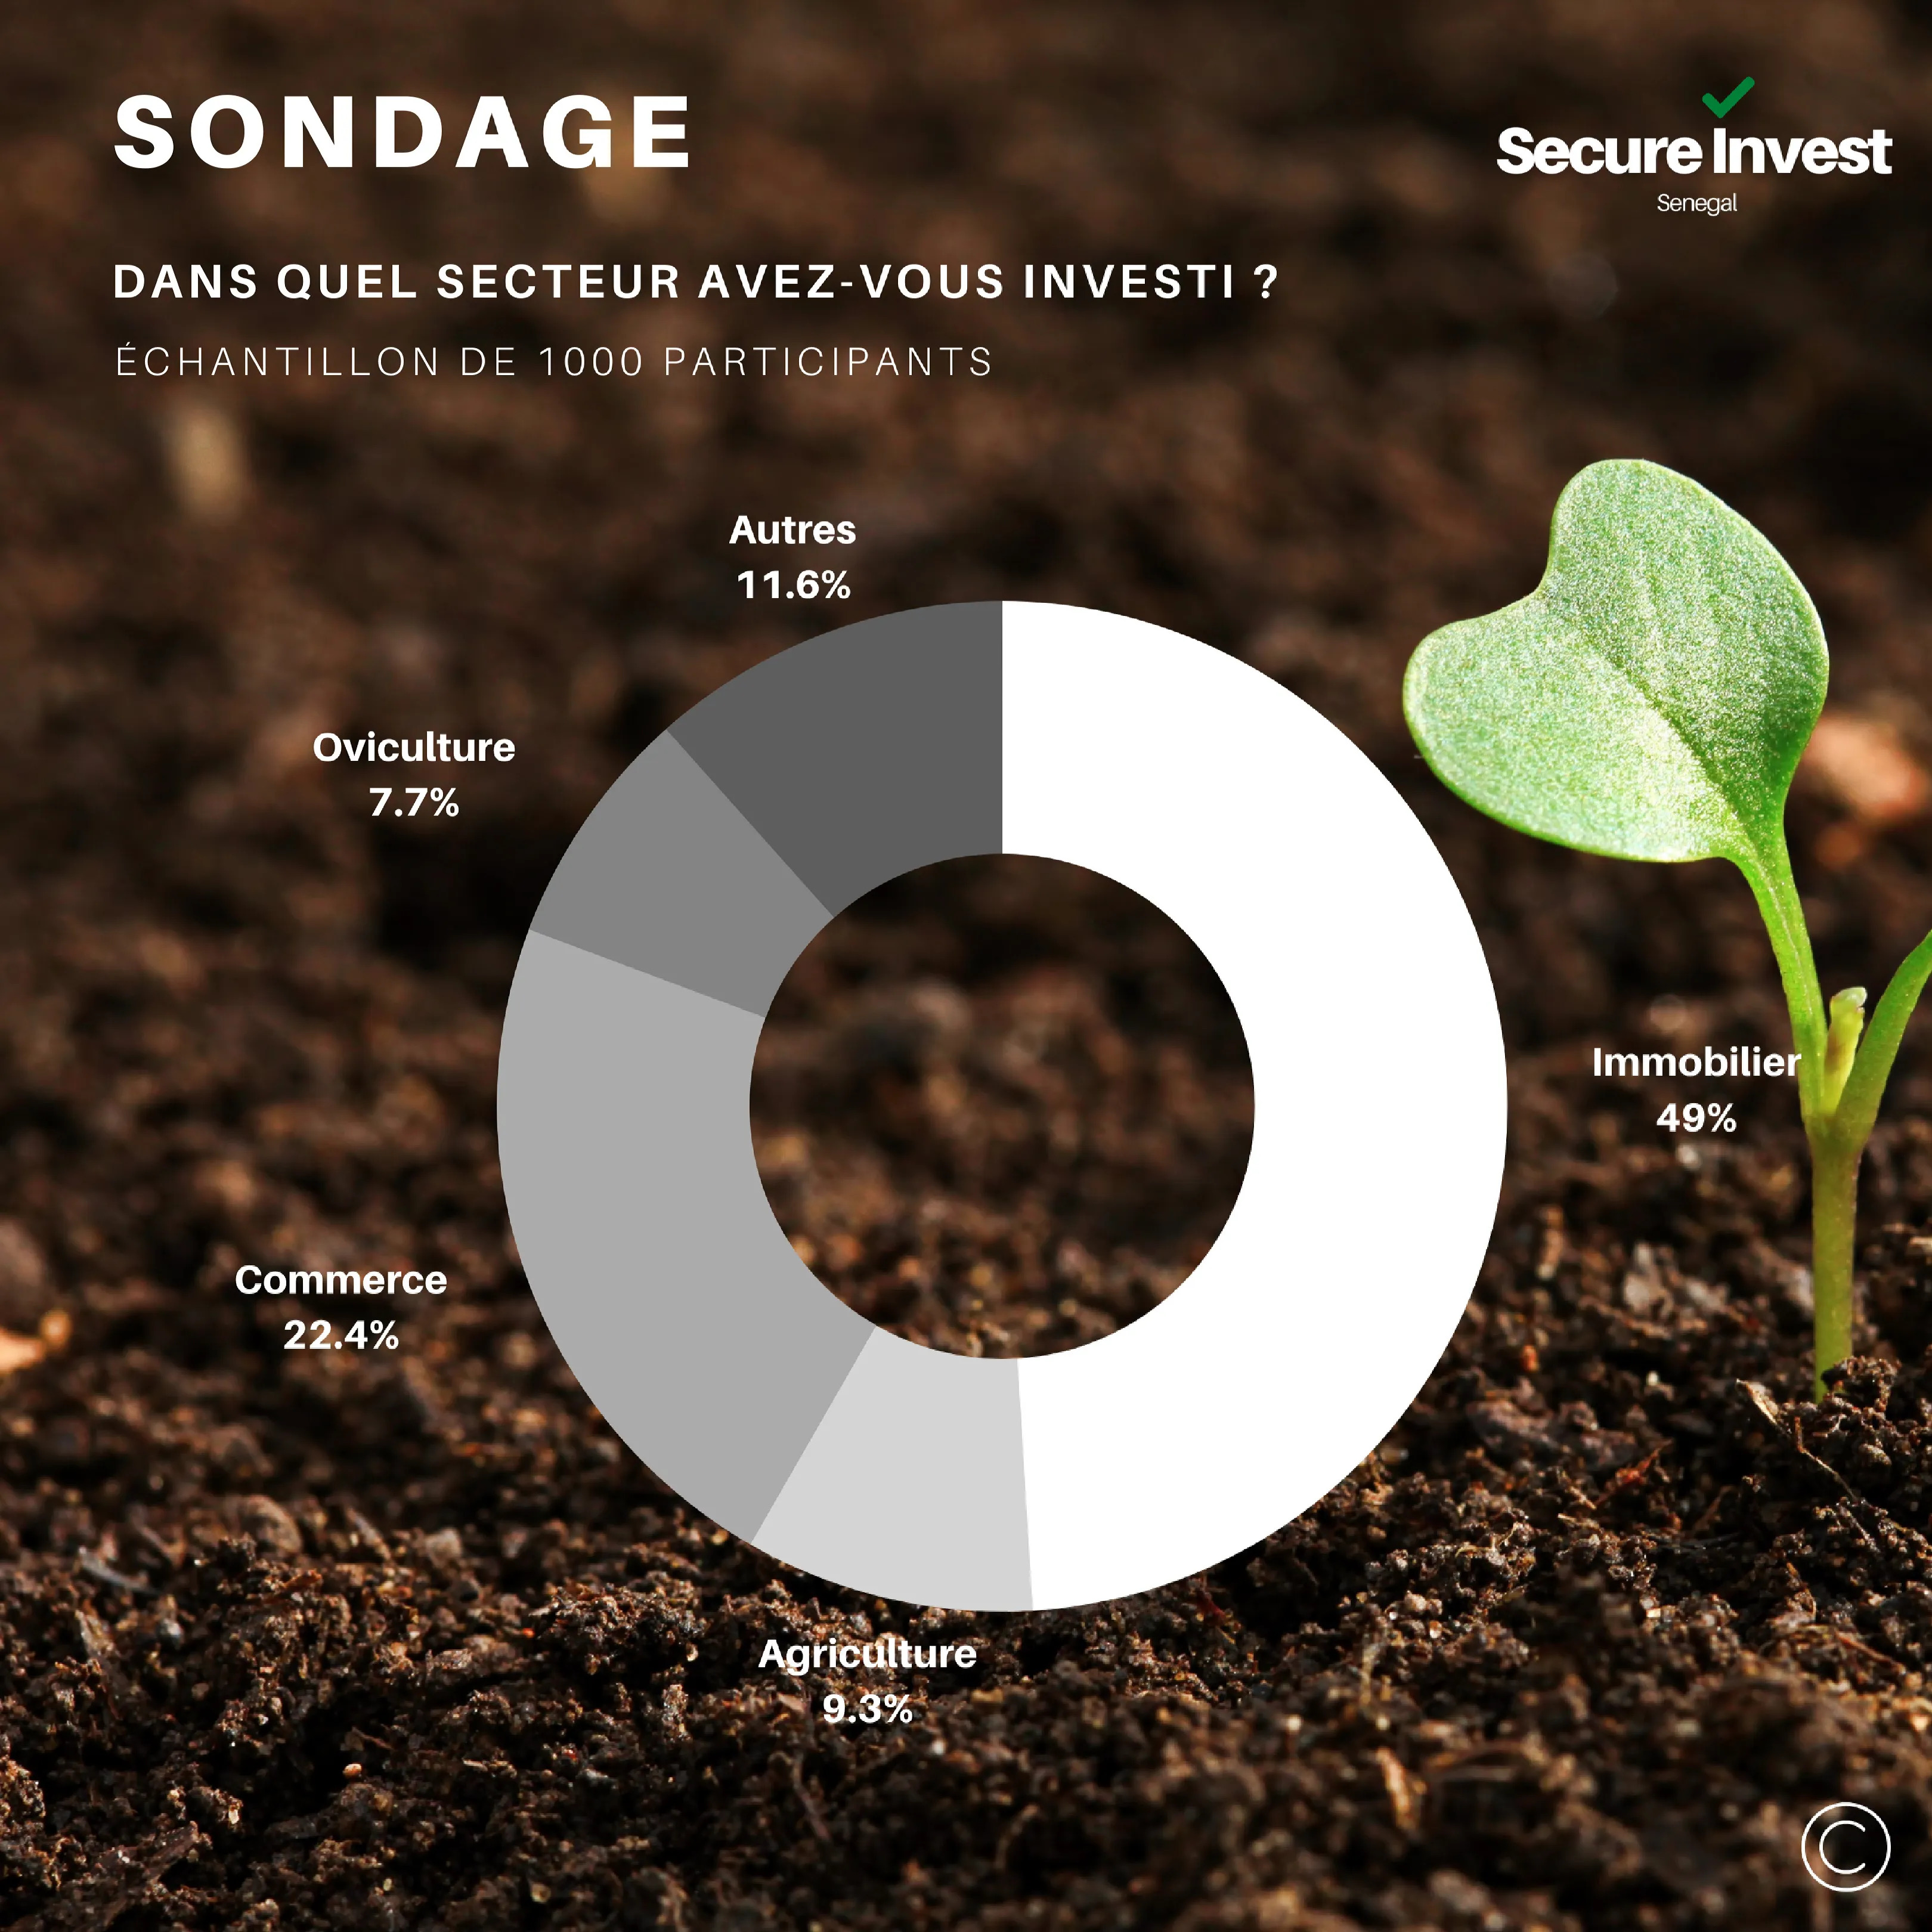 SONDAGE
Secure Invest
Senegal
DANS QUEL SECTEUR AVEZ-VOUS INVESTI ?
ÉCHANTILLON DE 1000 PARTICIPANTS
Autres
11.6%
Oviculture
7.7%
Immobilier
49%
Commerce
22.4%
Agriculture
9.3%
©